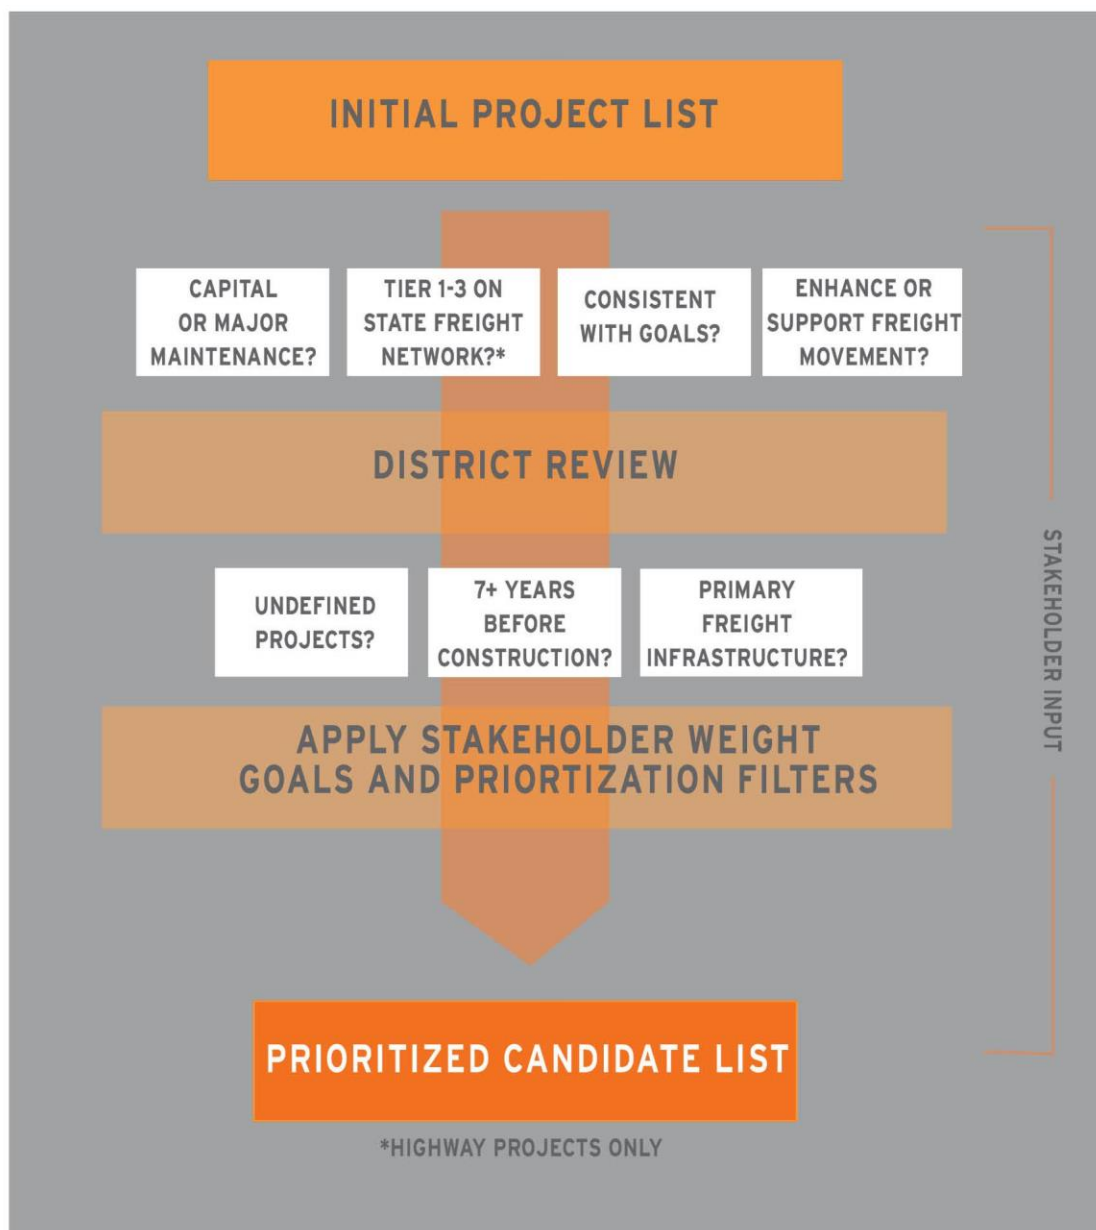 INITIAL PROJECT LIST
CAPITAL
OR MAJOR
MAINTENANCE?
TIER 1-3 ON
STATE FREIGHT
NETWORK?*
CONSISTENT
WITH GOALS?
ENHANCE OR
SUPPORT FREIGHT
MOVEMENT?
DISTRICT REVIEW
UNDEFINED
PROJECTS?
7+ YEARS
BEFORE
CONSTRUCTION?
PRIMARY
FREIGHT
INFRASTRUCTURE?
APPLY STAKEHOLDER WEIGHT
GOALS AND PRIORTIZATION FILTERS
STAKEHOLDER INPUT
PRIORITIZED CANDIDATE LIST
*HIGHWAY PROJECTS ONLY